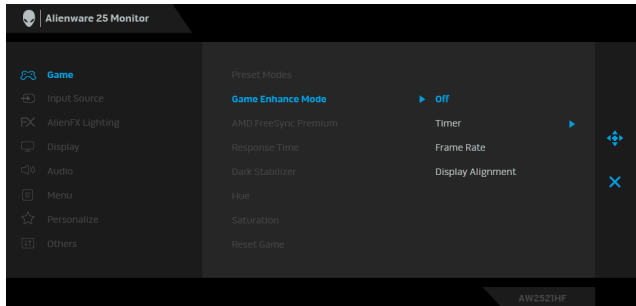 Alienware 25 Monitor
Game
Input Source
FX AlienFX Lighting
Display
Audio
Menu
Personalize
Others
Preset Modes
Game Enhance Mode
AMD FreeSync Premium
Response Time
Dark Stabilizer
Hue
Saturation
Reset Game
Off
Timer
Frame Rate
Display Alignment
AW2521HF